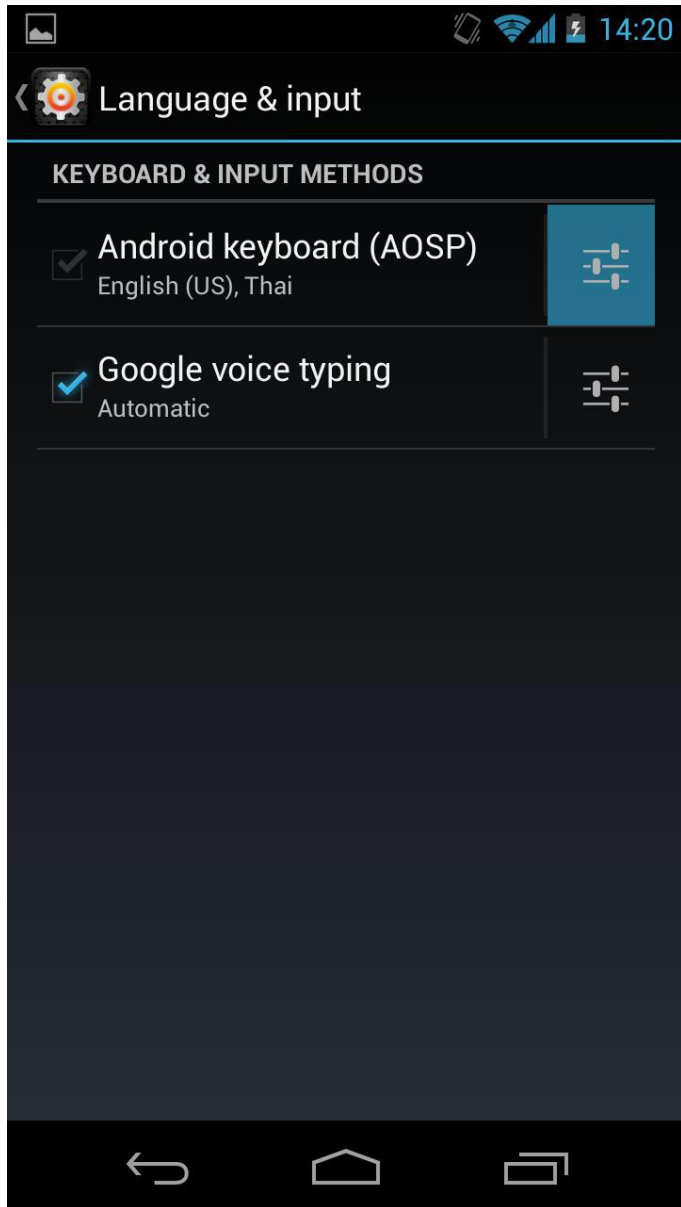 14:20
Language & input
KEYBOARD & INPUT METHODS
Android keyboard (AOSP)
English (US), Thai
Google voice typing
Automatic